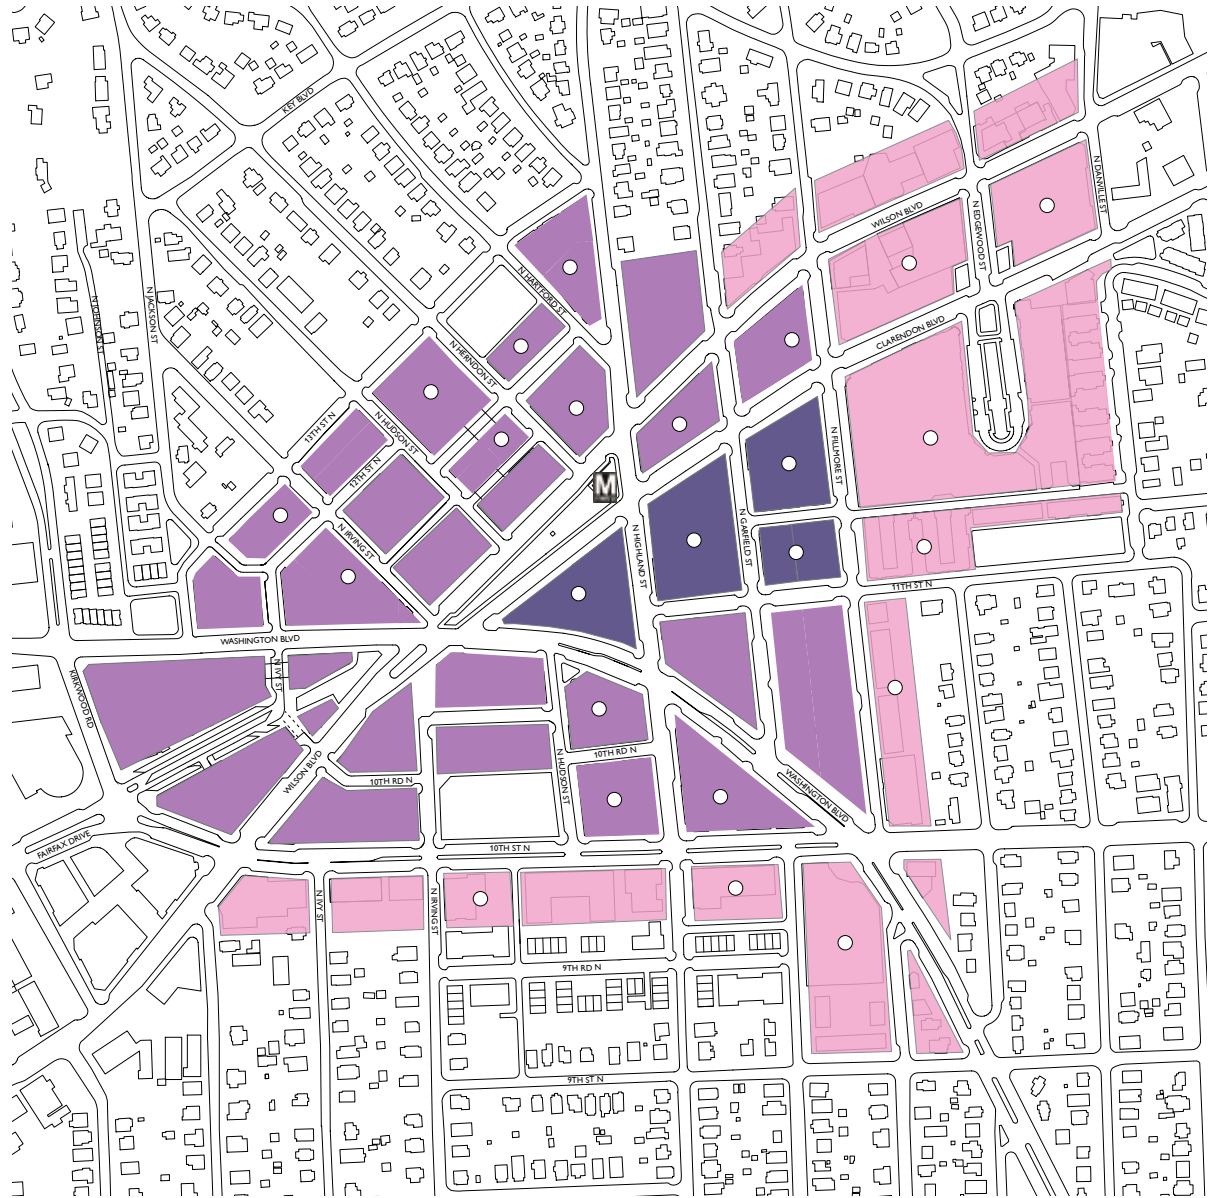 KEY BLVD
N DANVILLE ST
WILSON BLVD
N EDGEWOOD ST
N HARTFORD ST
N JOHNSON ST
N JACKSON ST
CLARENDON BLVD
N HERNDON ST
13TH ST N
N HUDSON ST
N FILLMORE ST
12TH ST N
M
N GARFIELD ST
N IRVING ST
N HIGHLAND ST
11TH ST N
WASHINGTON BLVD
N IVY ST
KIRKWOOD RD
10TH RD N
WILSON BLVD
10TH RD N
N HUDSON ST
WASHINGTON BLVD
FAIRFAX DRIVE
10TH ST N
N IVY ST
N IRVING ST
9TH RD N
9TH ST N